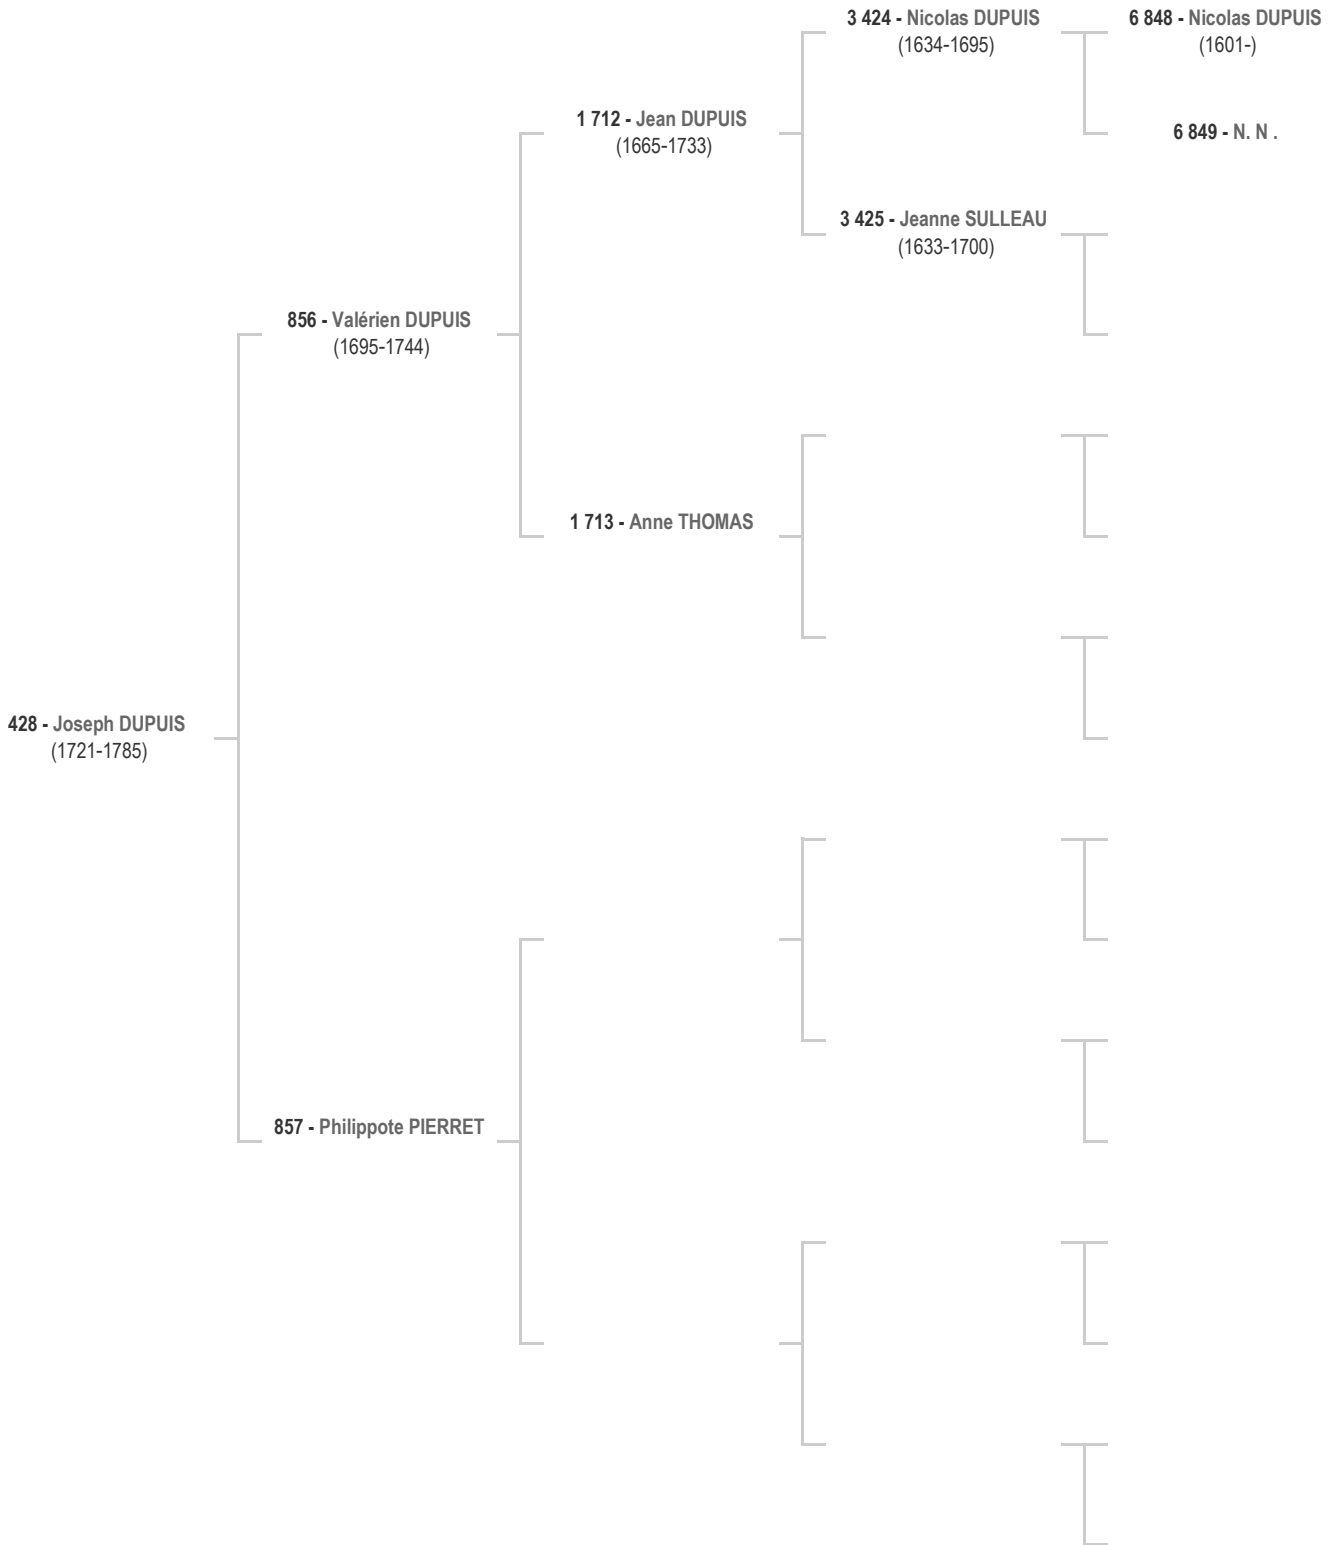 3 424 - Nicolas DUPUIS
(1634-1695)
6 848 - Nicolas DUPUIS
(1601-)
1 712 - Jean DUPUIS
(1665-1733)
6 849 - N. N .
3 425 - Jeanne SULLEAU
(1633-1700)
856 - Valérien DUPUIS
(1695-1744)
1 713 - Anne THOMAS
428 - Joseph DUPUIS
(1721-1785)
857 - Philippote PIERRET